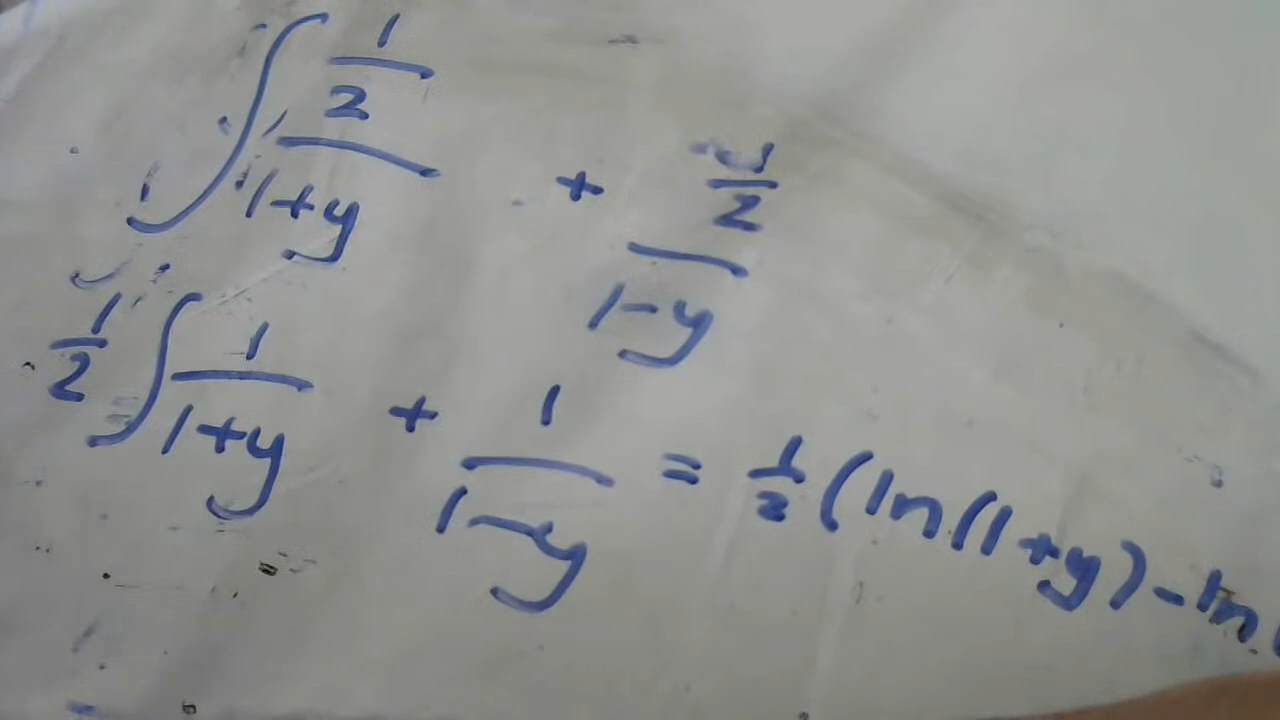 ∫ (1/2)/(1+y) + (1/2)/(1-y)
1/2 ∫ 1/(1+y) + 1/(1-y) = 1/2 (ln(1+y) - ln(